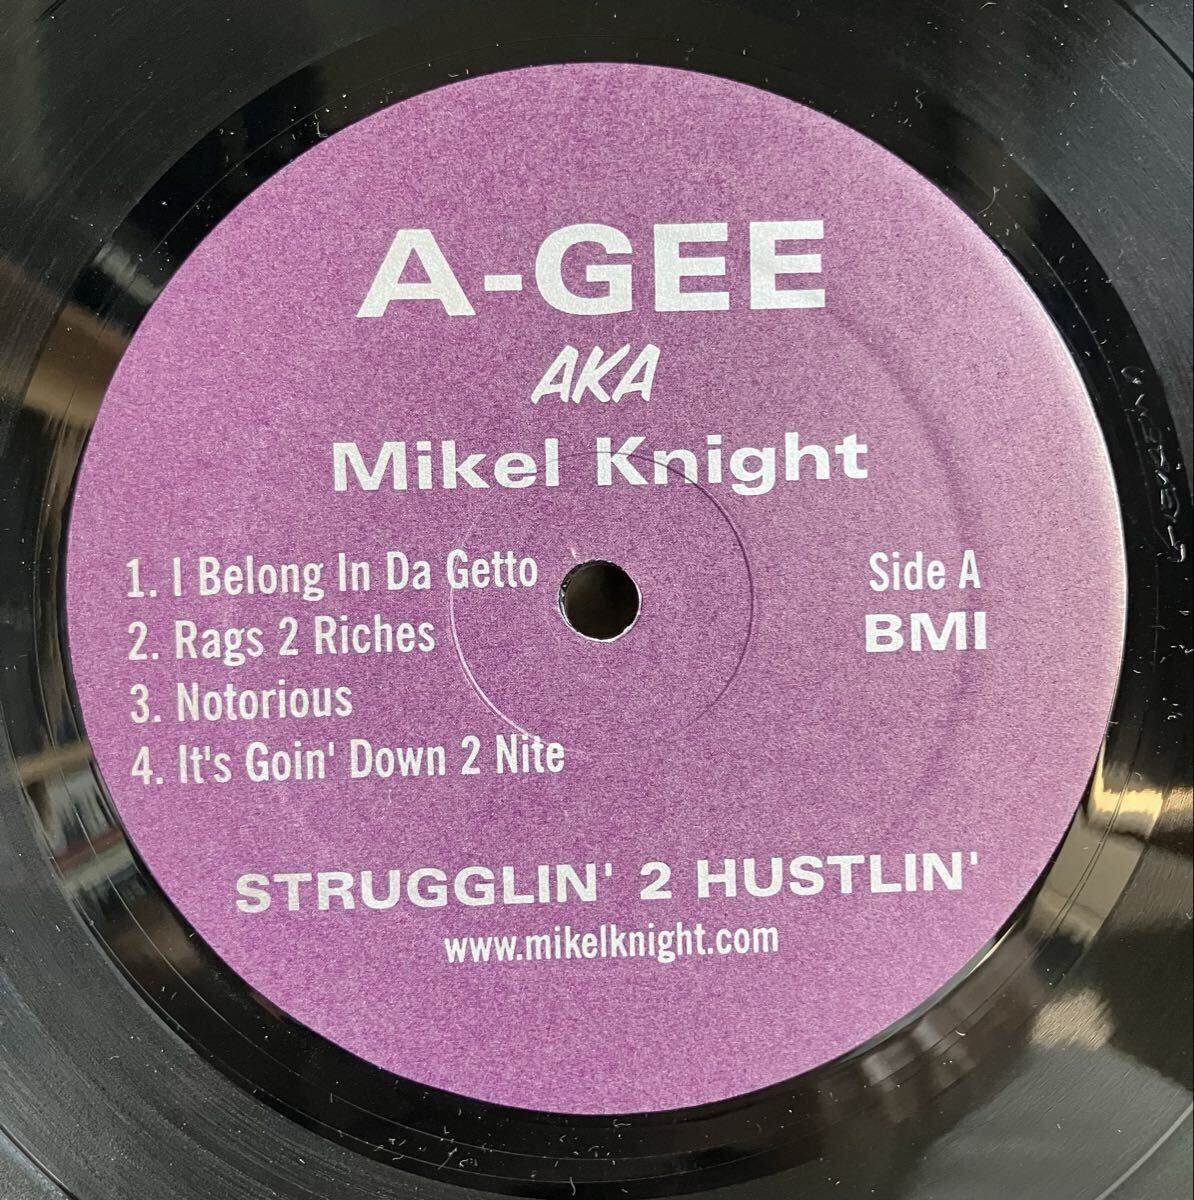 A-GEE
AKA
Mikel Knight
1. I Belong In Da Getto
2. Rags 2 Riches
3. Notorious
4. It's Goin' Down 2 Nite
Side A
BMI
STRUGGLIN' 2 HUSTLIN'
www.mikelknight.com